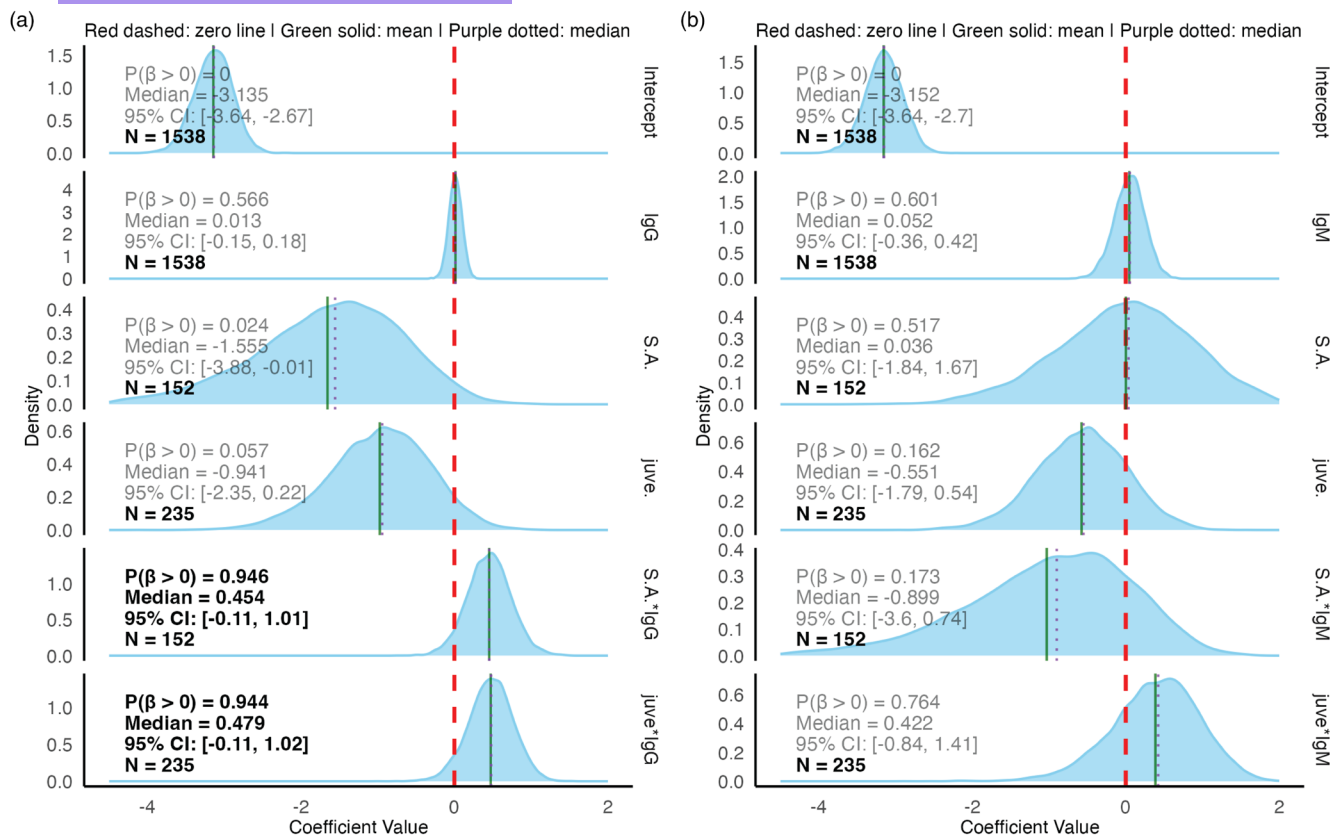 (a)
Red dashed: zero line | Green solid: mean | Purple dotted: median
P(β > 0) = 0
Median = -3.135
95% CI: [-3.64, -2.67]
N = 1538
1.5
1.0
0.5
0.0
Intercept
P(β > 0) = 0.566
Median = 0.013
95% CI: [-0.15, 0.18]
N = 1538
4
3
2
1
0
IgG
P(β > 0) = 0.024
Median = -1.555
95% CI: [-3.88, -0.01]
N = 152
0.4
0.3
0.2
0.1
0.0
S.A.
P(β > 0) = 0.057
Median = -0.941
95% CI: [-2.35, 0.22]
N = 235
0.6
0.4
0.2
0.0
juve.
P(β > 0) = 0.946
Median = 0.454
95% CI: [-0.11, 1.01]
N = 152
1.0
0.5
0.0
S.A.*IgG
P(β > 0) = 0.944
Median = 0.479
95% CI: [-0.11, 1.02]
N = 235
1.0
0.5
0.0
juve*IgG
Density
-4 -2 0 2
Coefficient Value
(b)
Red dashed: zero line | Green solid: mean | Purple dotted: median
P(β > 0) = 0
Median = -3.152
95% CI: [-3.64, -2.7]
N = 1538
1.5
1.0
0.5
0.0
Intercept
P(β > 0) = 0.601
Median = 0.052
95% CI: [-0.36, 0.42]
N = 1538
2.0
1.5
1.0
0.5
0.0
IgM
P(β > 0) = 0.517
Median = 0.036
95% CI: [-1.84, 1.67]
N = 152
0.4
0.3
0.2
0.1
0.0
S.A.
P(β > 0) = 0.162
Median = -0.551
95% CI: [-1.79, 0.54]
N = 235
0.6
0.4
0.2
0.0
juve.
P(β > 0) = 0.173
Median = -0.899
95% CI: [-3.6, 0.74]
N = 152
0.4
0.3
0.2
0.1
0.0
S.A.*IgM
P(β > 0) = 0.764
Median = 0.422
95% CI: [-0.84, 1.41]
N = 235
0.6
0.4
0.2
0.0
juve*IgM
Density
-4 -2 0 2
Coefficient Value